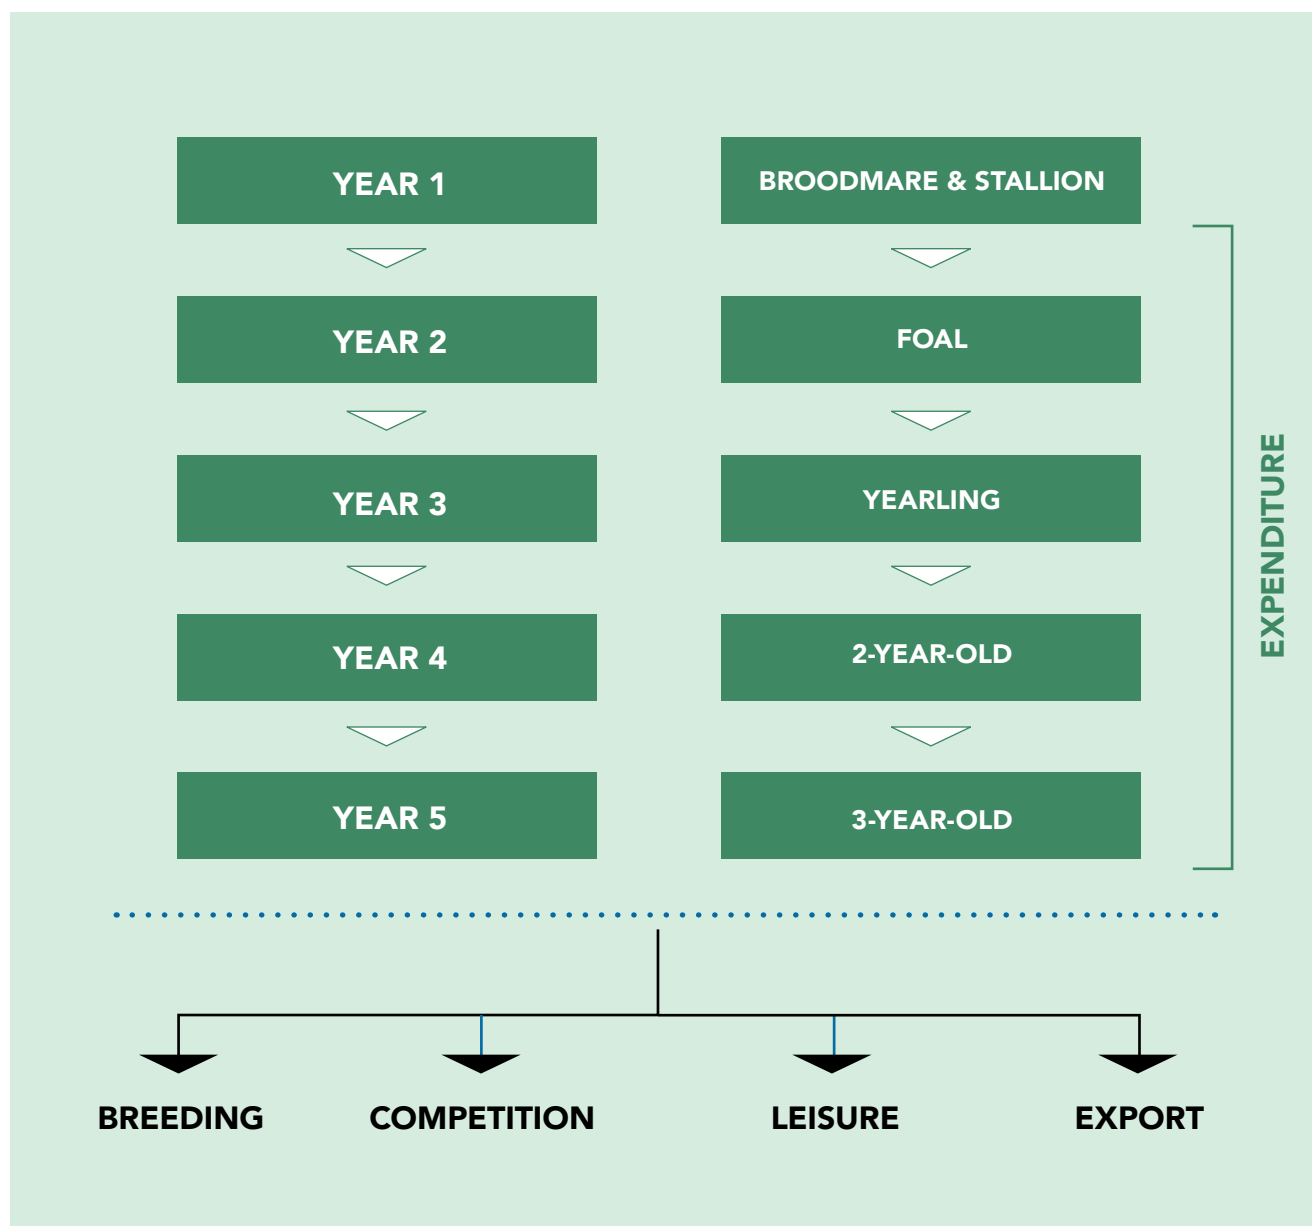 YEAR 1
BROODMARE & STALLION
YEAR 2
FOAL
YEAR 3
YEARLING
YEAR 4
2-YEAR-OLD
YEAR 5
3-YEAR-OLD
EXPENDITURE
BREEDING
COMPETITION
LEISURE
EXPORT